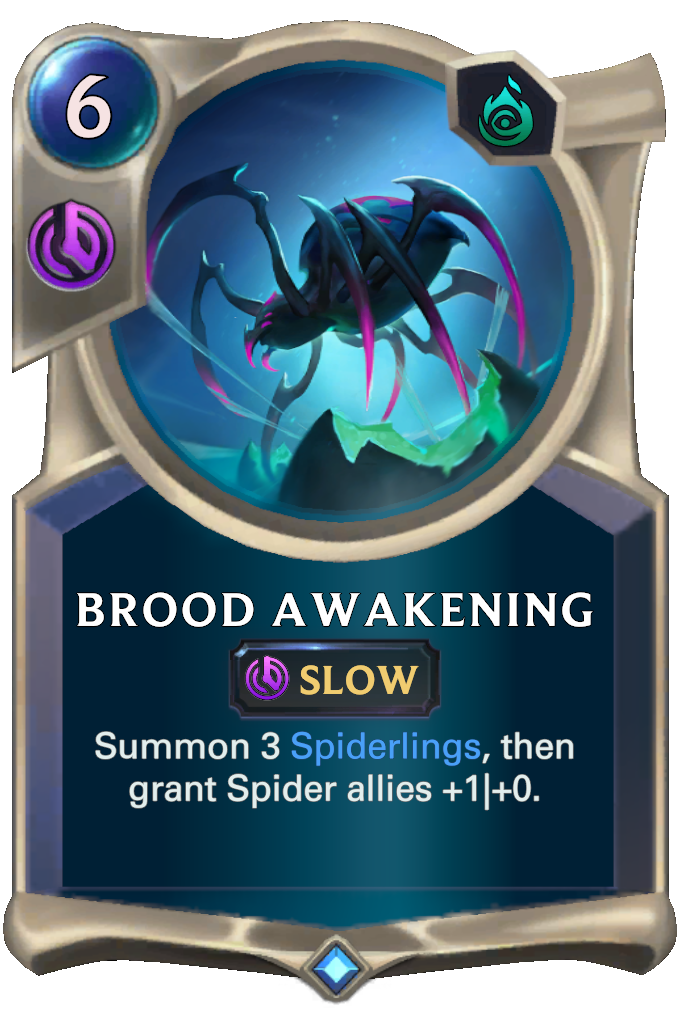 6
BROOD AWAKENING
SLOW
Summon 3 Spiderlings, then
grant Spider allies +1|+0.